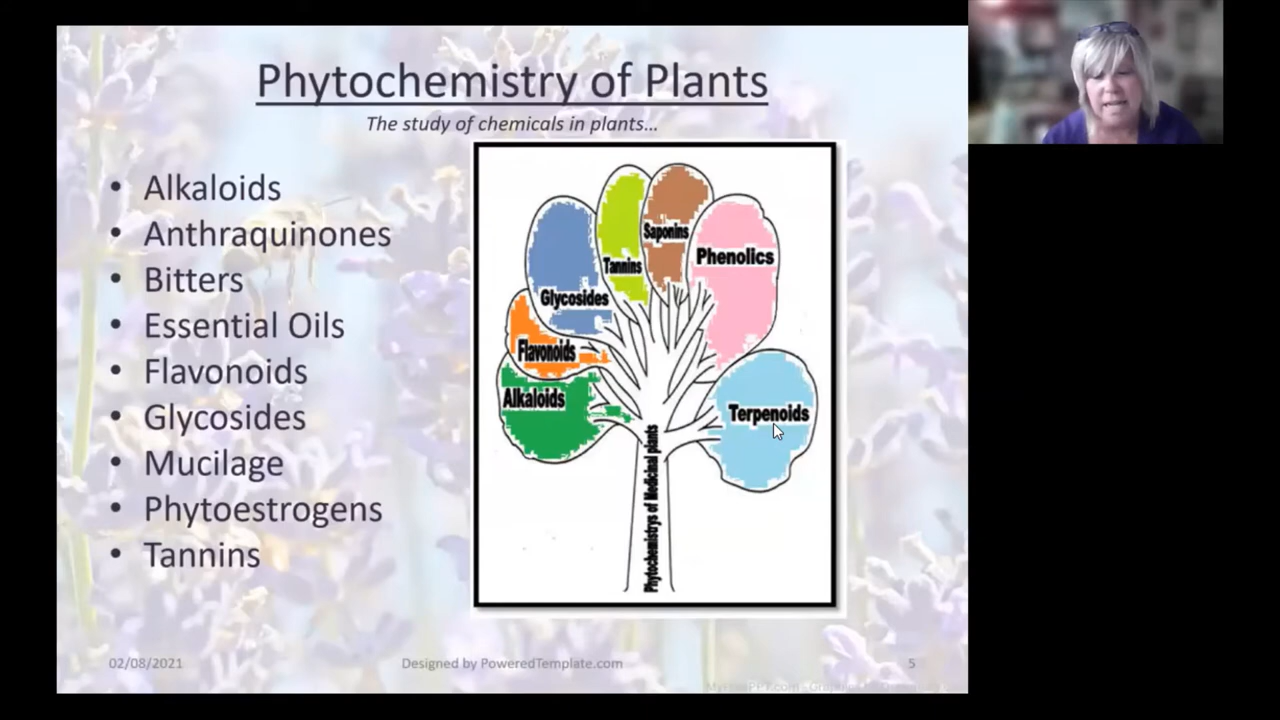 Phytochemistry of Plants
The study of chemicals in plants...
• Alkaloids
• Anthraquinones
• Bitters
• Essential Oils
• Flavonoids
• Glycosides
• Mucilage
• Phytoestrogens
• Tannins
Saponins
Phenolics
Tannins
Glycosides
Flavonoids
Alkaloids
Terpenoids
Phytochemistrys of Medicinal plants
02/08/2021
Designed by PoweredTemplate.com
5